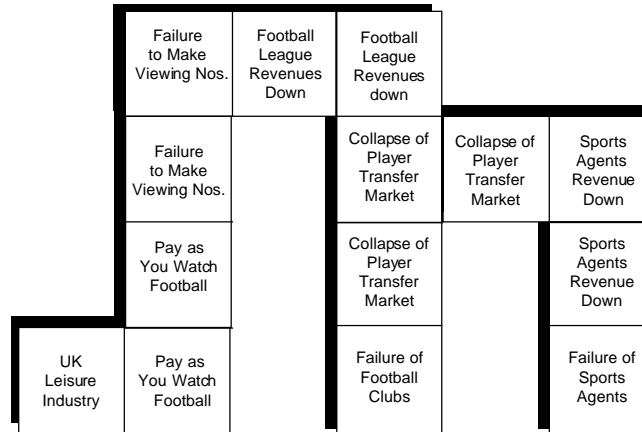 Failure
to Make
Viewing Nos.
Football
League
Revenues
Down
Football
League
Revenues
down
Failure
to Make
Viewing Nos.
Collapse of
Player
Transfer
Market
Collapse of
Player
Transfer
Market
Sports
Agents
Revenue
Down
Pay as
You Watch
Football
Collapse of
Player
Transfer
Market
Sports
Agents
Revenue
Down
UK
Leisure
Industry
Pay as
You Watch
Football
Failure of
Football
Clubs
Failure of
Sports
Agents